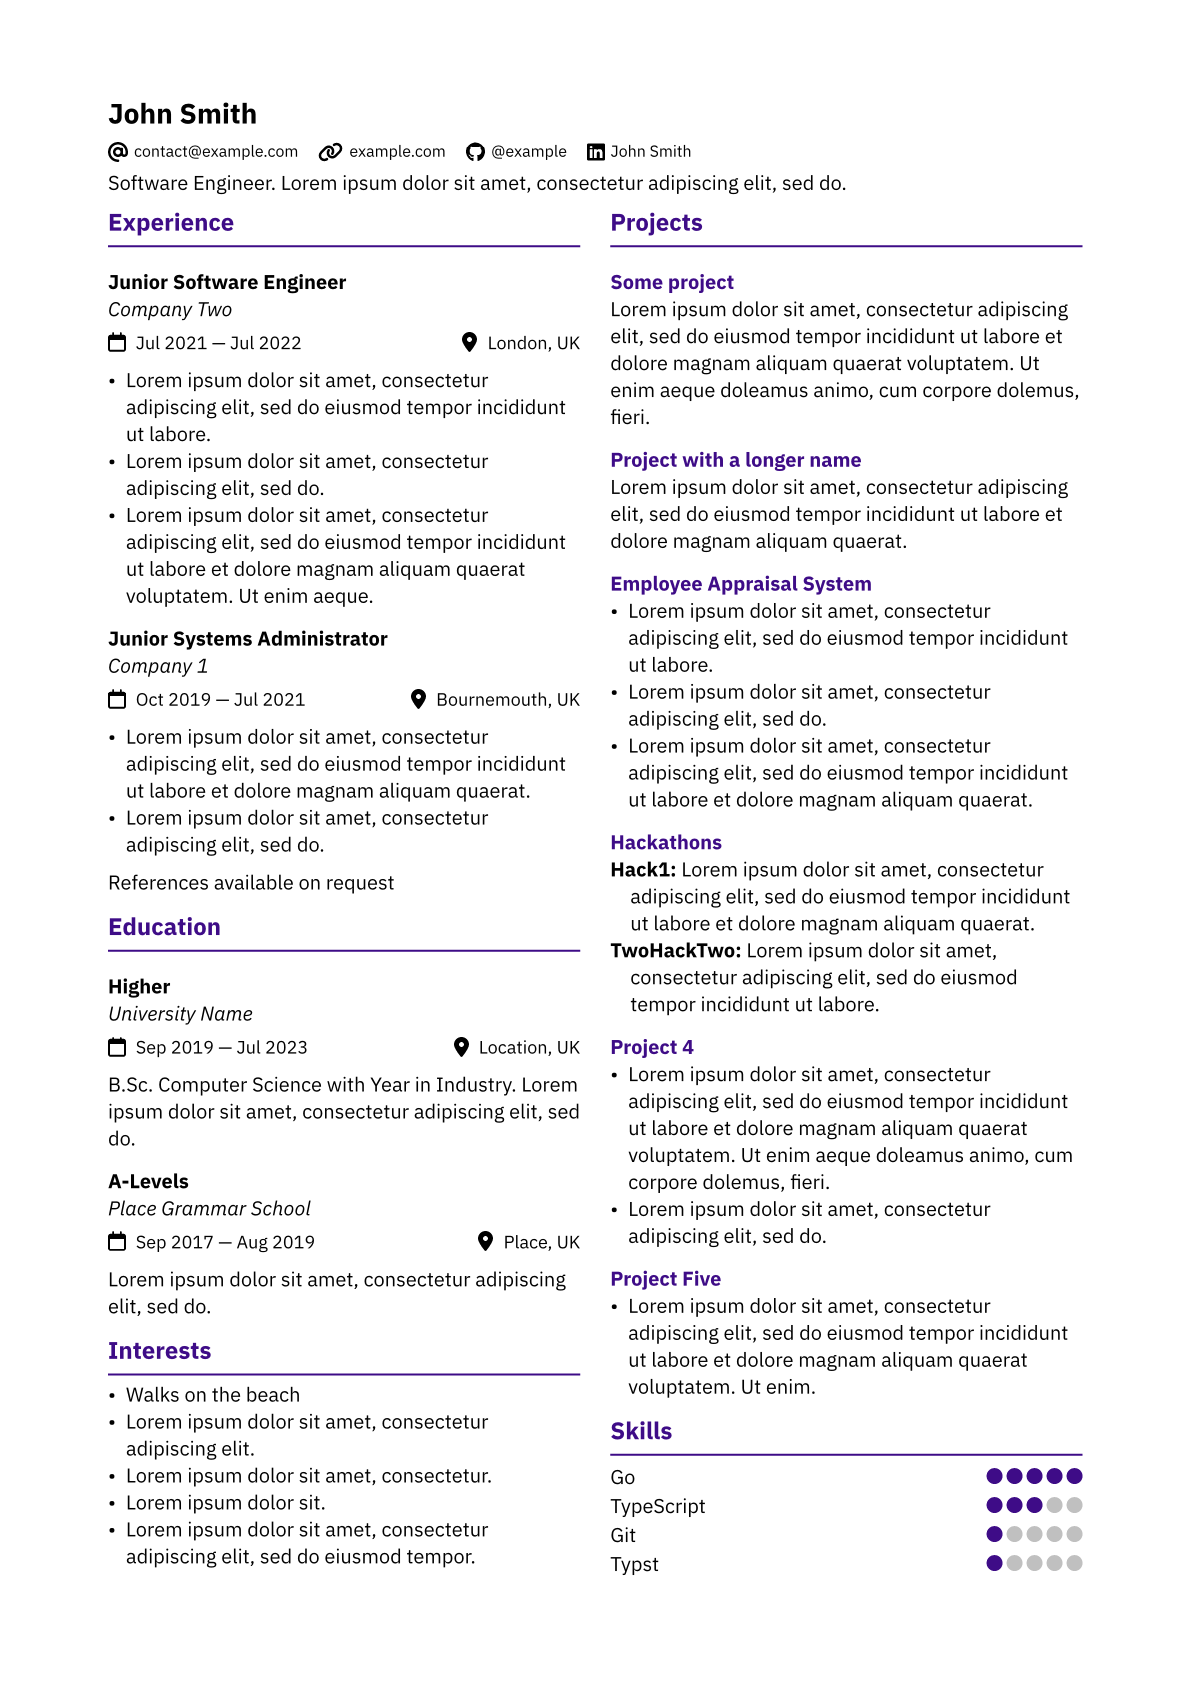 John Smith
contact@example.com example.com @example John Smith
Software Engineer. Lorem ipsum dolor sit amet, consectetur adipiscing elit, sed do.
Experience
Junior Software Engineer
Company Two
Jul 2021 — Jul 2022 London, UK
• Lorem ipsum dolor sit amet, consectetur
adipiscing elit, sed do eiusmod tempor incididunt
ut labore.
• Lorem ipsum dolor sit amet, consectetur
adipiscing elit, sed do.
• Lorem ipsum dolor sit amet, consectetur
adipiscing elit, sed do eiusmod tempor incididunt
ut labore et dolore magnam aliquam quaerat
voluptatem. Ut enim aeque.
Junior Systems Administrator
Company 1
Oct 2019 — Jul 2021 Bournemouth, UK
• Lorem ipsum dolor sit amet, consectetur
adipiscing elit, sed do eiusmod tempor incididunt
ut labore et dolore magnam aliquam quaerat.
• Lorem ipsum dolor sit amet, consectetur
adipiscing elit, sed do.
References available on request
Education
Higher
University Name
Sep 2019 — Jul 2023 Location, UK
B.Sc. Computer Science with Year in Industry. Lorem
ipsum dolor sit amet, consectetur adipiscing elit, sed
do.
A-Levels
Place Grammar School
Sep 2017 — Aug 2019 Place, UK
Lorem ipsum dolor sit amet, consectetur adipiscing
elit, sed do.
Interests
• Walks on the beach
• Lorem ipsum dolor sit amet, consectetur
adipiscing elit.
• Lorem ipsum dolor sit amet, consectetur.
• Lorem ipsum dolor sit.
• Lorem ipsum dolor sit amet, consectetur
adipiscing elit, sed do eiusmod tempor.
Projects
Some project
Lorem ipsum dolor sit amet, consectetur adipiscing
elit, sed do eiusmod tempor incididunt ut labore et
dolore magnam aliquam quaerat voluptatem. Ut
enim aeque doleamus animo, cum corpore dolemus,
fieri.
Project with a longer name
Lorem ipsum dolor sit amet, consectetur adipiscing
elit, sed do eiusmod tempor incididunt ut labore et
dolore magnam aliquam quaerat.
Employee Appraisal System
• Lorem ipsum dolor sit amet, consectetur
adipiscing elit, sed do eiusmod tempor incididunt
ut labore.
• Lorem ipsum dolor sit amet, consectetur
adipiscing elit, sed do.
• Lorem ipsum dolor sit amet, consectetur
adipiscing elit, sed do eiusmod tempor incididunt
ut labore et dolore magnam aliquam quaerat.
Hackathons
Hack1: Lorem ipsum dolor sit amet, consectetur
adipiscing elit, sed do eiusmod tempor incididunt
ut labore et dolore magnam aliquam quaerat.
TwoHackTwo: Lorem ipsum dolor sit amet,
consectetur adipiscing elit, sed do eiusmod
tempor incididunt ut labore.
Project 4
• Lorem ipsum dolor sit amet, consectetur
adipiscing elit, sed do eiusmod tempor incididunt
ut labore et dolore magnam aliquam quaerat
voluptatem. Ut enim aeque doleamus animo, cum
corpore dolemus, fieri.
• Lorem ipsum dolor sit amet, consectetur
adipiscing elit, sed do.
Project Five
• Lorem ipsum dolor sit amet, consectetur
adipiscing elit, sed do eiusmod tempor incididunt
ut labore et dolore magnam aliquam quaerat
voluptatem. Ut enim.
Skills
Go
TypeScript
Git
Typst